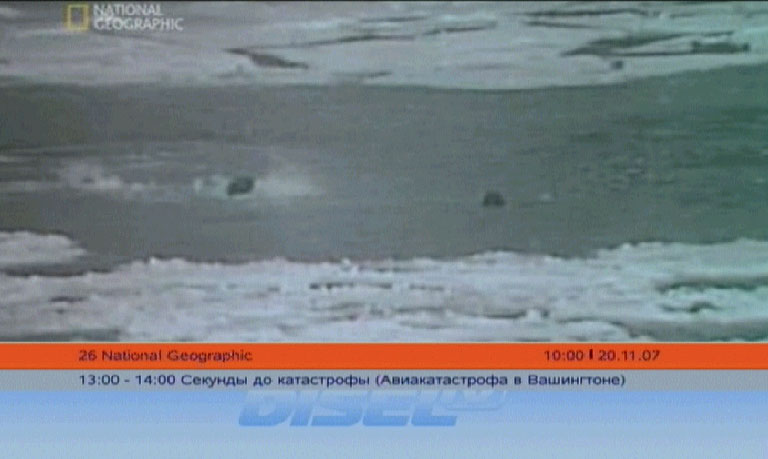 NATIONAL
GEOGRAPHIC
26 National Geographic 10:00 20.11.07
13:00 - 14:00 Секунды до катастрофы (Авиакатастрофа в Вашингтоне)
DISEL